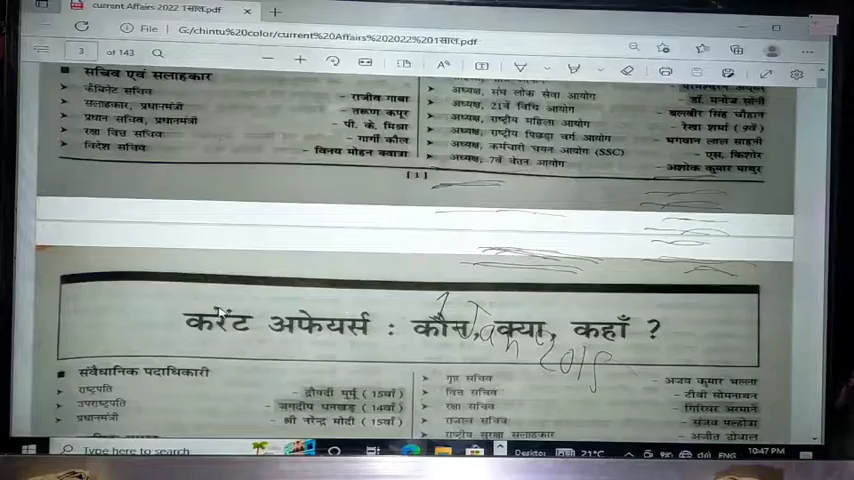 current Affairs 2022 1साल.pdf
File G:/chintu%20color/current%20Affairs%202022%201साल.pdf
3 of 143
सचिव एवं सलाहकार
कैबिनेट सचिव - राजीव गाबा
सलाहकार, प्रधानमंत्री - तरूण कपूर
प्रधान सचिव, प्रधानमंत्री - पी. के. मिश्रा
रक्षा वित्त सचिव - गार्गी कौल
विदेश सचिव - विनय मोहन क्वात्रा
अध्यक्ष, संघ लोक सेवा आयोग - डॉ. मनोज सोनी
अध्यक्ष, 21वें विधि आयोग - बलबीर सिंह चौहान
अध्यक्ष, राष्ट्रीय महिला आयोग - रेखा शर्मा (9वें)
अध्यक्ष, राष्ट्रीय पिछड़ा वर्ग आयोग - भगवान लाल साहनी
अध्यक्ष, कर्मचारी चयन आयोग (SSC) - एस. किशोर
अध्यक्ष, 7वें वेतन आयोग - अशोक कुमार माथुर
[1]
करेंट अफेयर्स : कौन, क्या, कहाँ ?
1 Jan 2018
संवैधानिक पदाधिकारी
राष्ट्रपति - द्रौपदी मुर्मू (15वां)
उपराष्ट्रपति - जगदीप धनखड़ (14वां)
प्रधानमंत्री - श्री नरेन्द्र मोदी (15वां)
गृह सचिव - अजय कुमार भल्ला
वित्त सचिव - टीवी सोमनाथन
रक्षा सचिव - गिरिधर अरमाने
राजस्व सचिव - संजय मल्होत्रा
राष्ट्रीय सुरक्षा सलाहकार - अजीत डोवाल
Type here to search
Desktop
21°C
ENG
10:47 PM